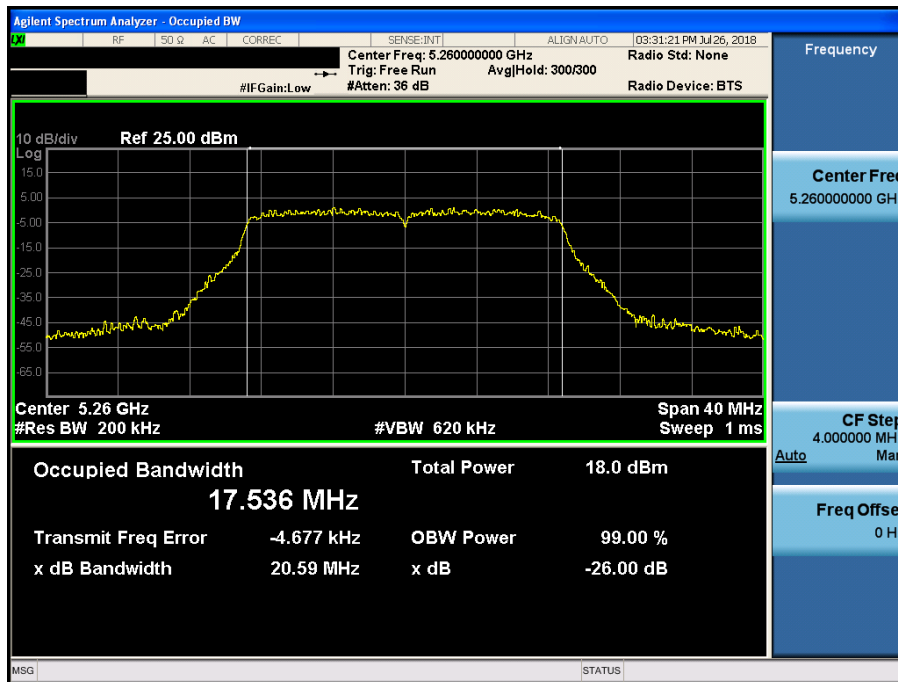 Agilent Spectrum Analyzer - Occupied BW
LXI RF 50 Ω AC CORREC SENSE:INT ALIGN AUTO 03:31:21 PM Jul 26, 2018
Center Freq: 5.260000000 GHz Radio Std: None
Trig: Free Run Avg|Hold: 300/300
#IFGain:Low #Atten: 36 dB Radio Device: BTS
Frequency
10 dB/div Ref 25.00 dBm
Log
15.0
5.00
-5.00
-15.0
-25.0
-35.0
-45.0
-55.0
-65.0
Center 5.26 GHz Span 40 MHz
#Res BW 200 kHz #VBW 620 kHz Sweep 1 ms
Center Fre
5.260000000 GH
CF Step
4.000000 MH
Auto Ma
Freq Offse
0 H
Occupied Bandwidth Total Power 18.0 dBm
17.536 MHz
Transmit Freq Error -4.677 kHz OBW Power 99.00 %
x dB Bandwidth 20.59 MHz x dB -26.00 dB
MSG STATUS